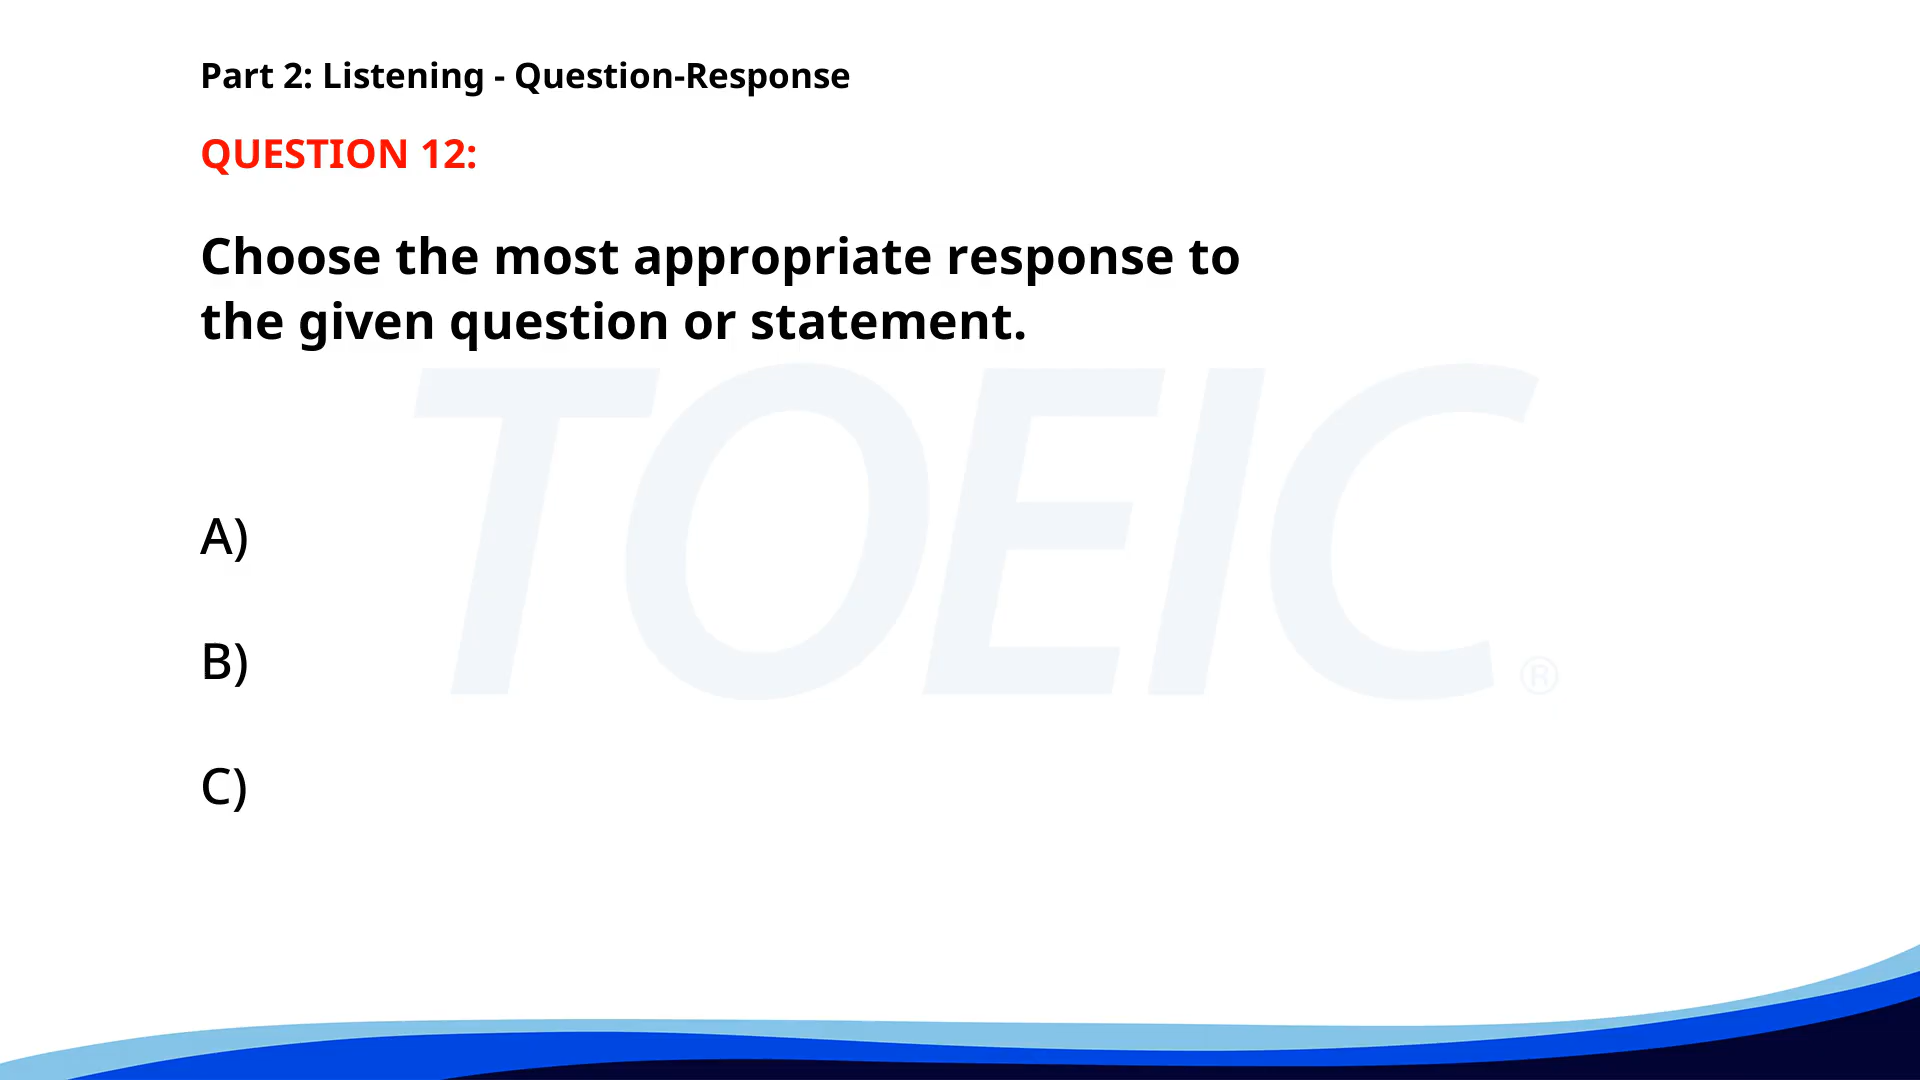 Part 2: Listening - Question-Response
QUESTION 12:
Choose the most appropriate response to
the given question or statement.
TOEIC®
A)
B)
C)